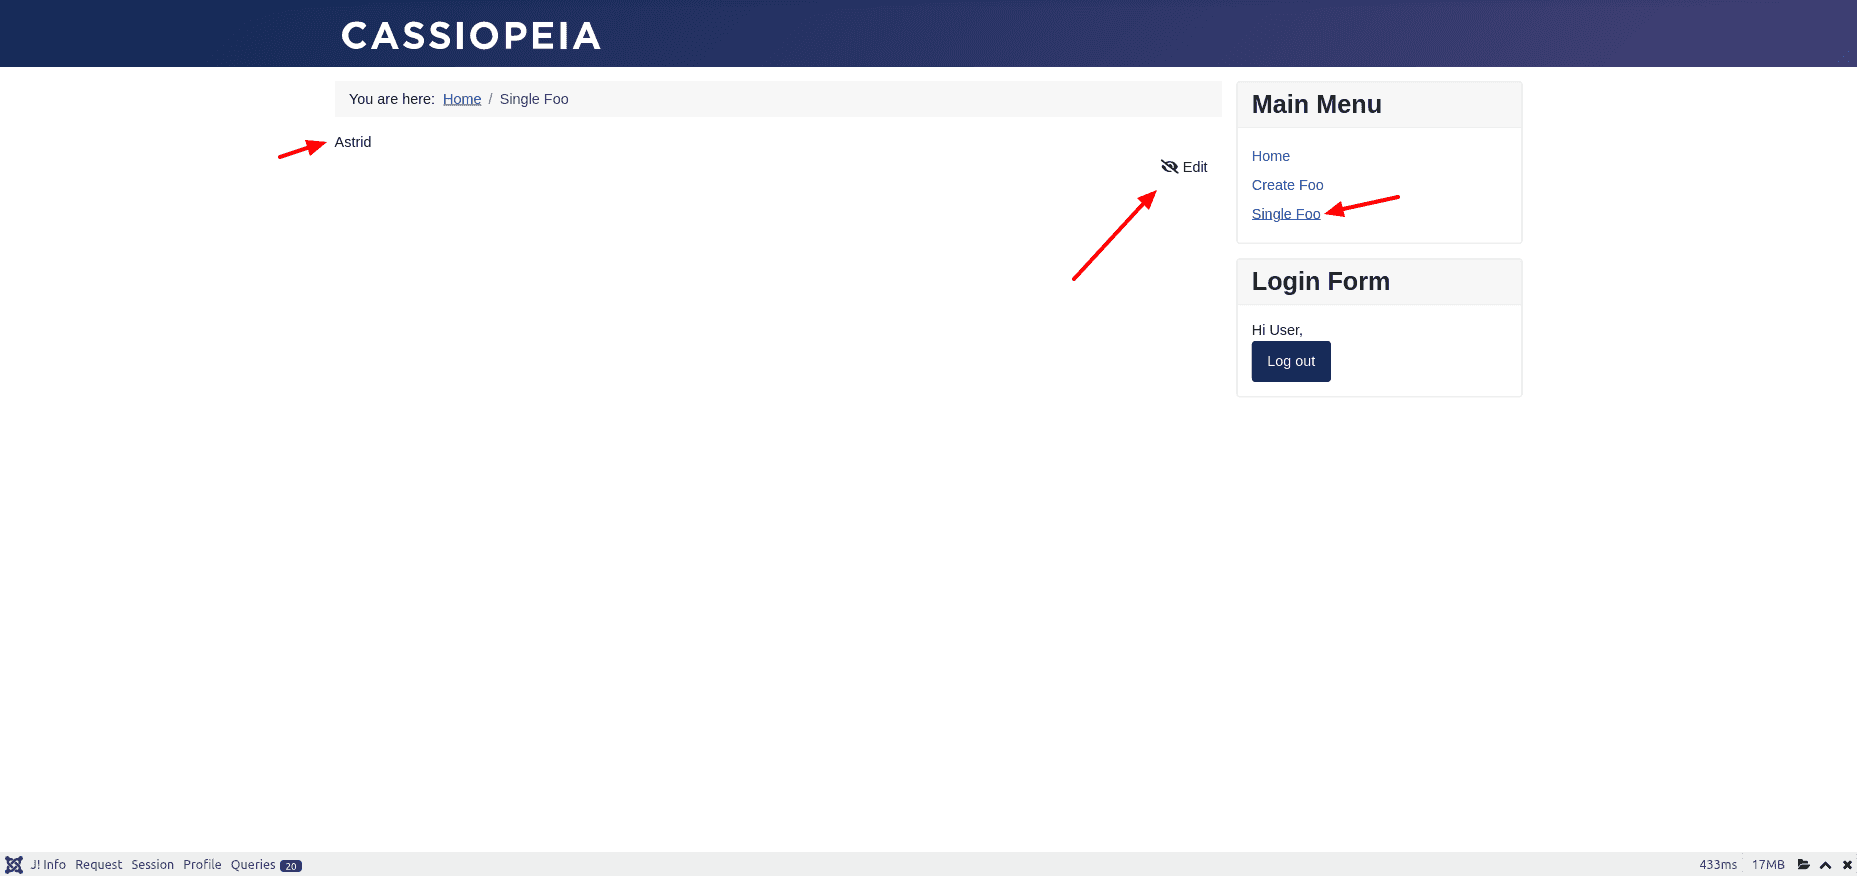 CASSIOPEIA
You are here: Home / Single Foo
Astrid
Edit
Main Menu
Home
Create Foo
Single Foo
Login Form
Hi User,
Log out
J! Info Request Session Profile Queries 20 433ms 17MB